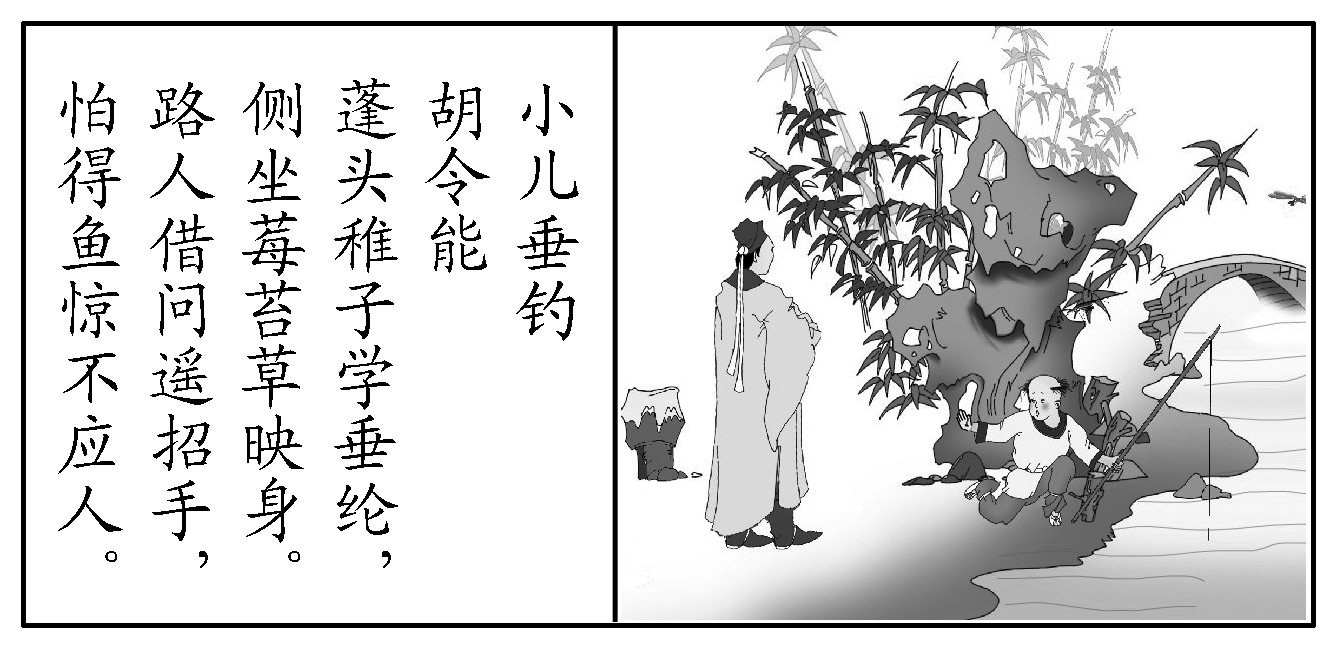 小儿垂钓
胡令能
蓬头稚子学垂纶，
侧坐莓苔草映身。
路人借问遥招手，
怕得鱼惊不应人。